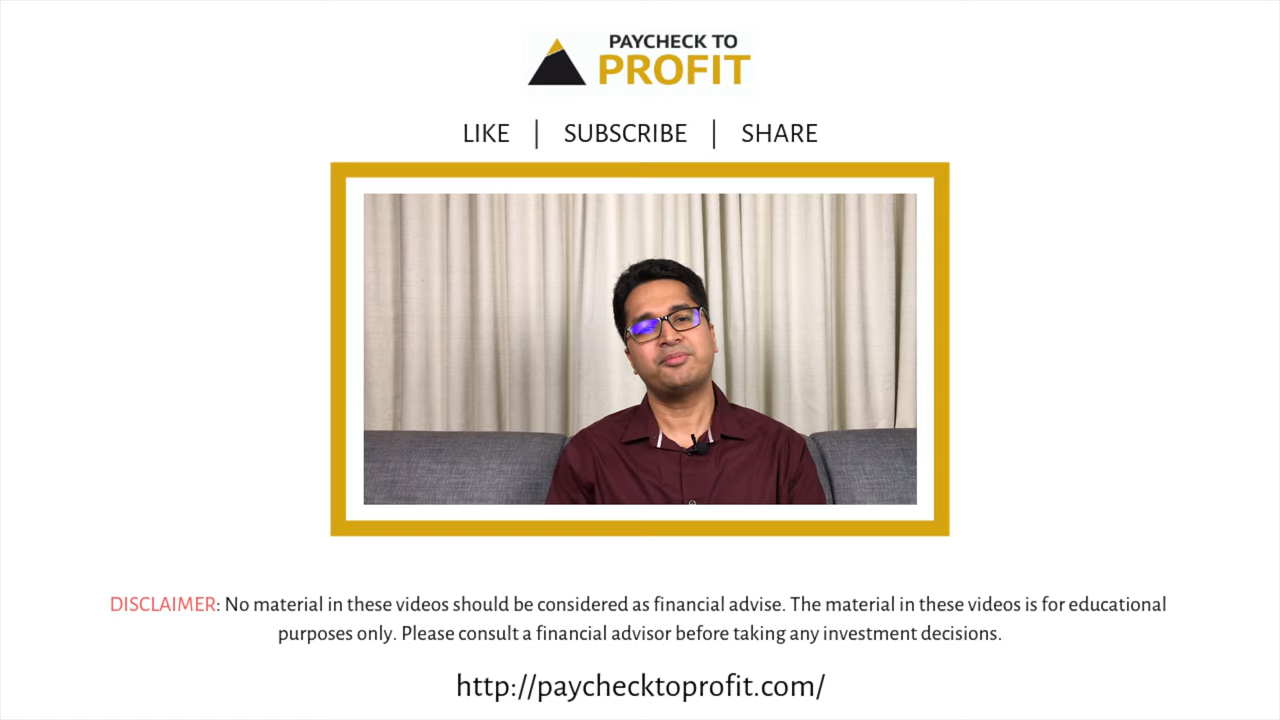 PAYCHECK TO
PROFIT
LIKE | SUBSCRIBE | SHARE
DISCLAIMER: No material in these videos should be considered as financial advise. The material in these videos is for educational
purposes only. Please consult a financial advisor before taking any investment decisions.
http://paychecktoprofit.com/